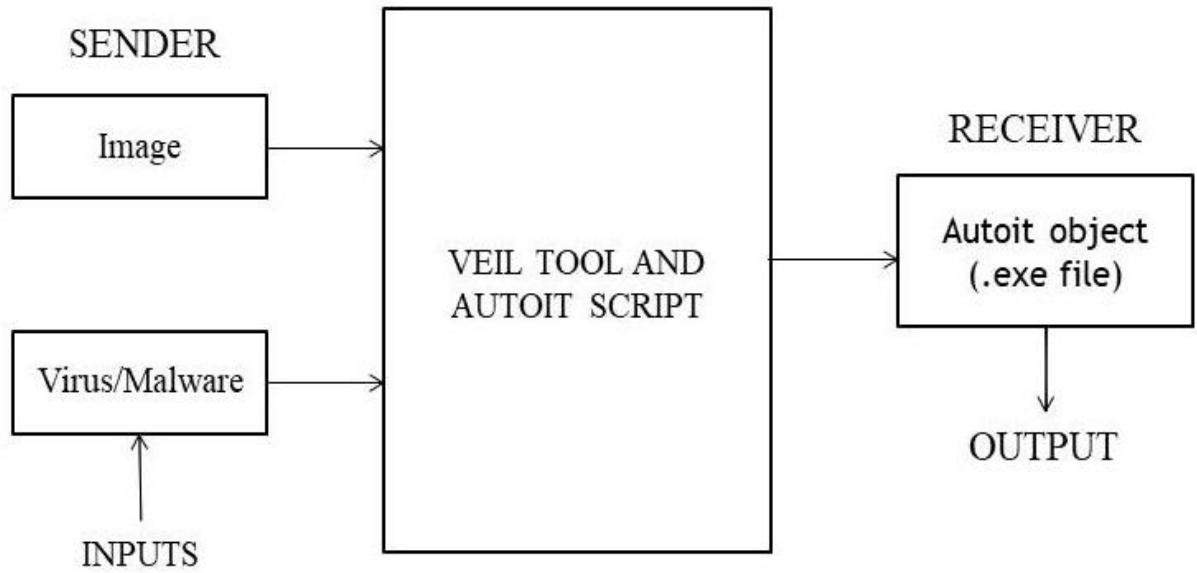 SENDER
Image
Virus/Malware
INPUTS
VEIL TOOL AND
AUTOIT SCRIPT
RECEIVER
Autoit object
(.exe file)
OUTPUT